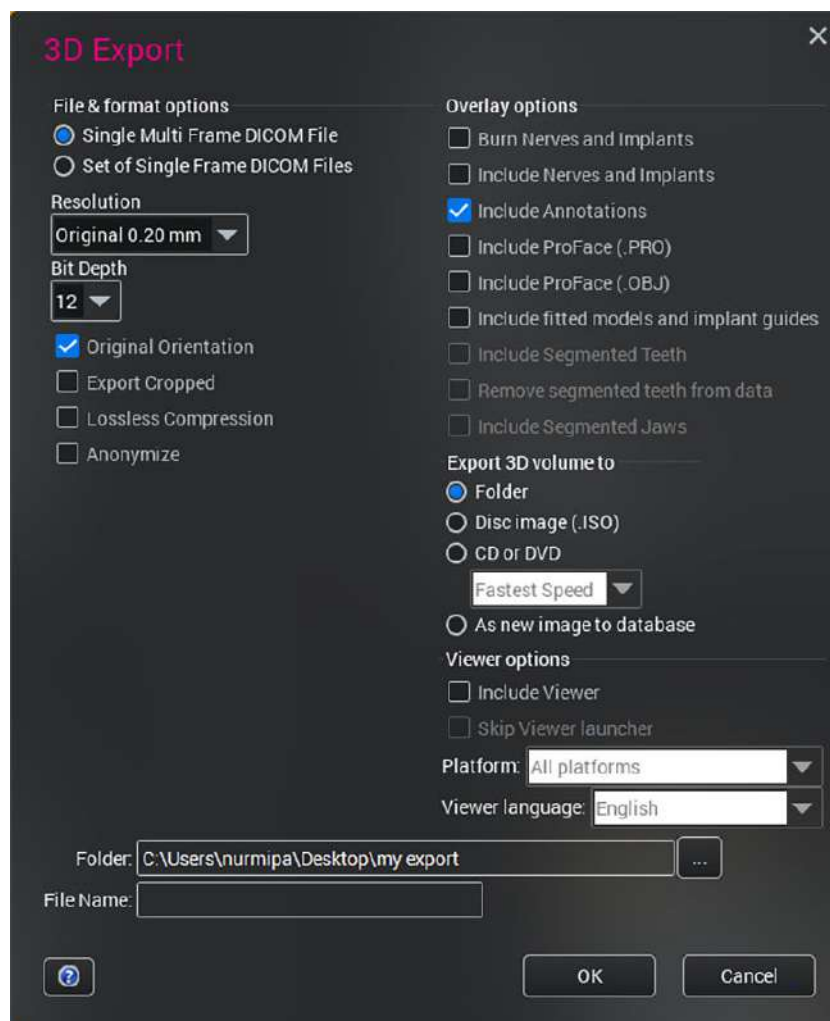 3D Export
File & format options
Single Multi Frame DICOM File
Set of Single Frame DICOM Files
Resolution
Original 0.20 mm
Bit Depth
12
Original Orientation
Export Cropped
Lossless Compression
Anonymize
Overlay options
Burn Nerves and Implants
Include Nerves and Implants
Include Annotations
Include ProFace (.PRO)
Include ProFace (.OBJ)
Include fitted models and implant guides
Include Segmented Teeth
Remove segmented teeth from data
Include Segmented Jaws
Export 3D volume to
Folder
Disc image (.ISO)
CD or DVD
Fastest Speed
As new image to database
Viewer options
Include Viewer
Skip Viewer launcher
Platform: All platforms
Viewer language: English
Folder: C:\Users\nurmipa\Desktop\my export ...
File Name:
? OK Cancel